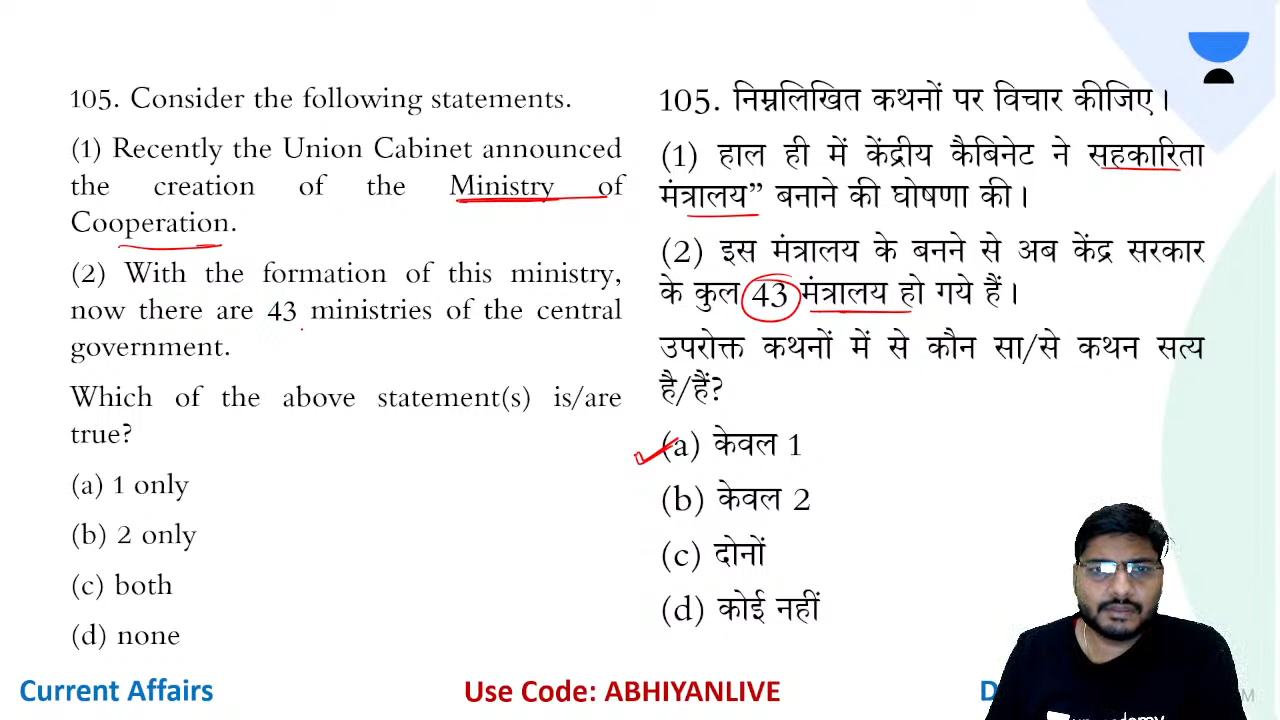 105. Consider the following statements.
(1) Recently the Union Cabinet announced
the creation of the Ministry of
Cooperation.
(2) With the formation of this ministry,
now there are 43 ministries of the central
government.
Which of the above statement(s) is/are
true?
(a) 1 only
(b) 2 only
(c) both
(d) none
105. निम्नलिखित कथनों पर विचार कीजिए।
(1) हाल ही में केंद्रीय कैबिनेट ने सहकारिता
मंत्रालय” बनाने की घोषणा की।
(2) इस मंत्रालय के बनने से अब केंद्र सरकार
के कुल 43 मंत्रालय हो गये हैं।
उपरोक्त कथनों में से कौन सा/से कथन सत्य
है/हैं?
(a) केवल 1
(b) केवल 2
(c) दोनों
(d) कोई नहीं
Current Affairs
Use Code: ABHIYANLIVE